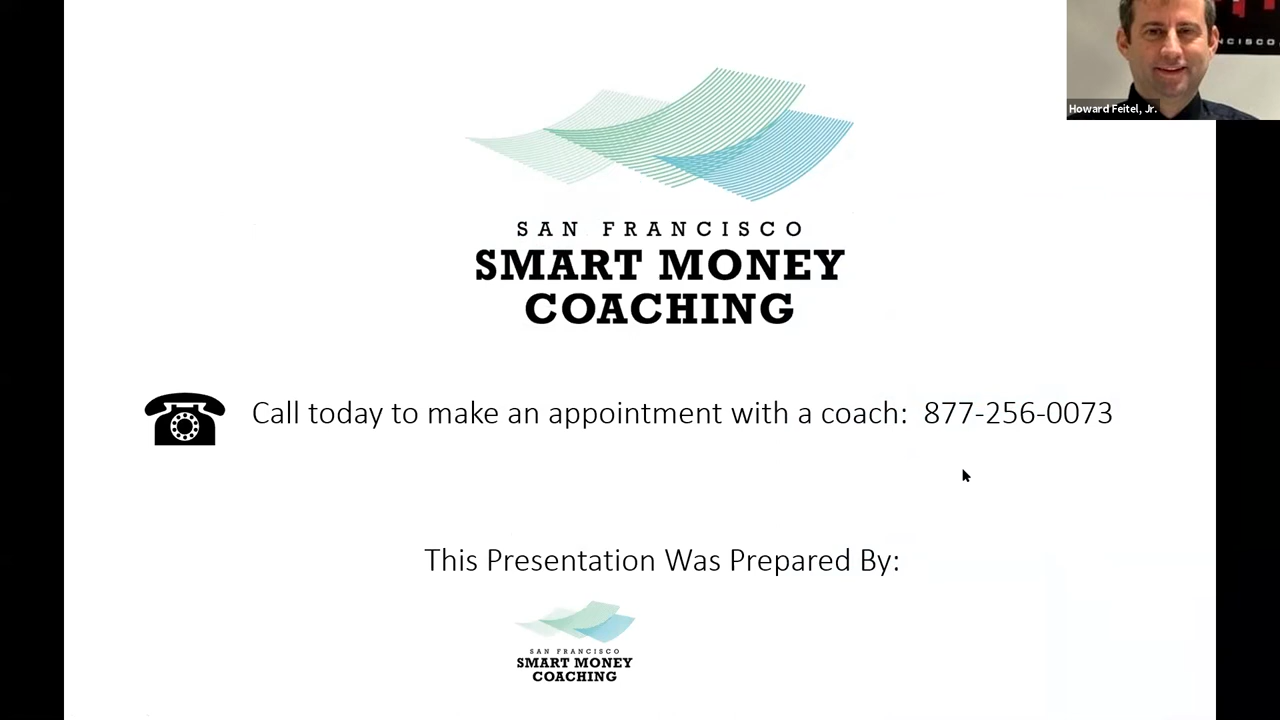 NCISCO
Howard Feitel, Jr.
SAN FRANCISCO
SMART MONEY
COACHING
Call today to make an appointment with a coach: 877-256-0073
This Presentation Was Prepared By:
SAN FRANCISCO
SMART MONEY
COACHING